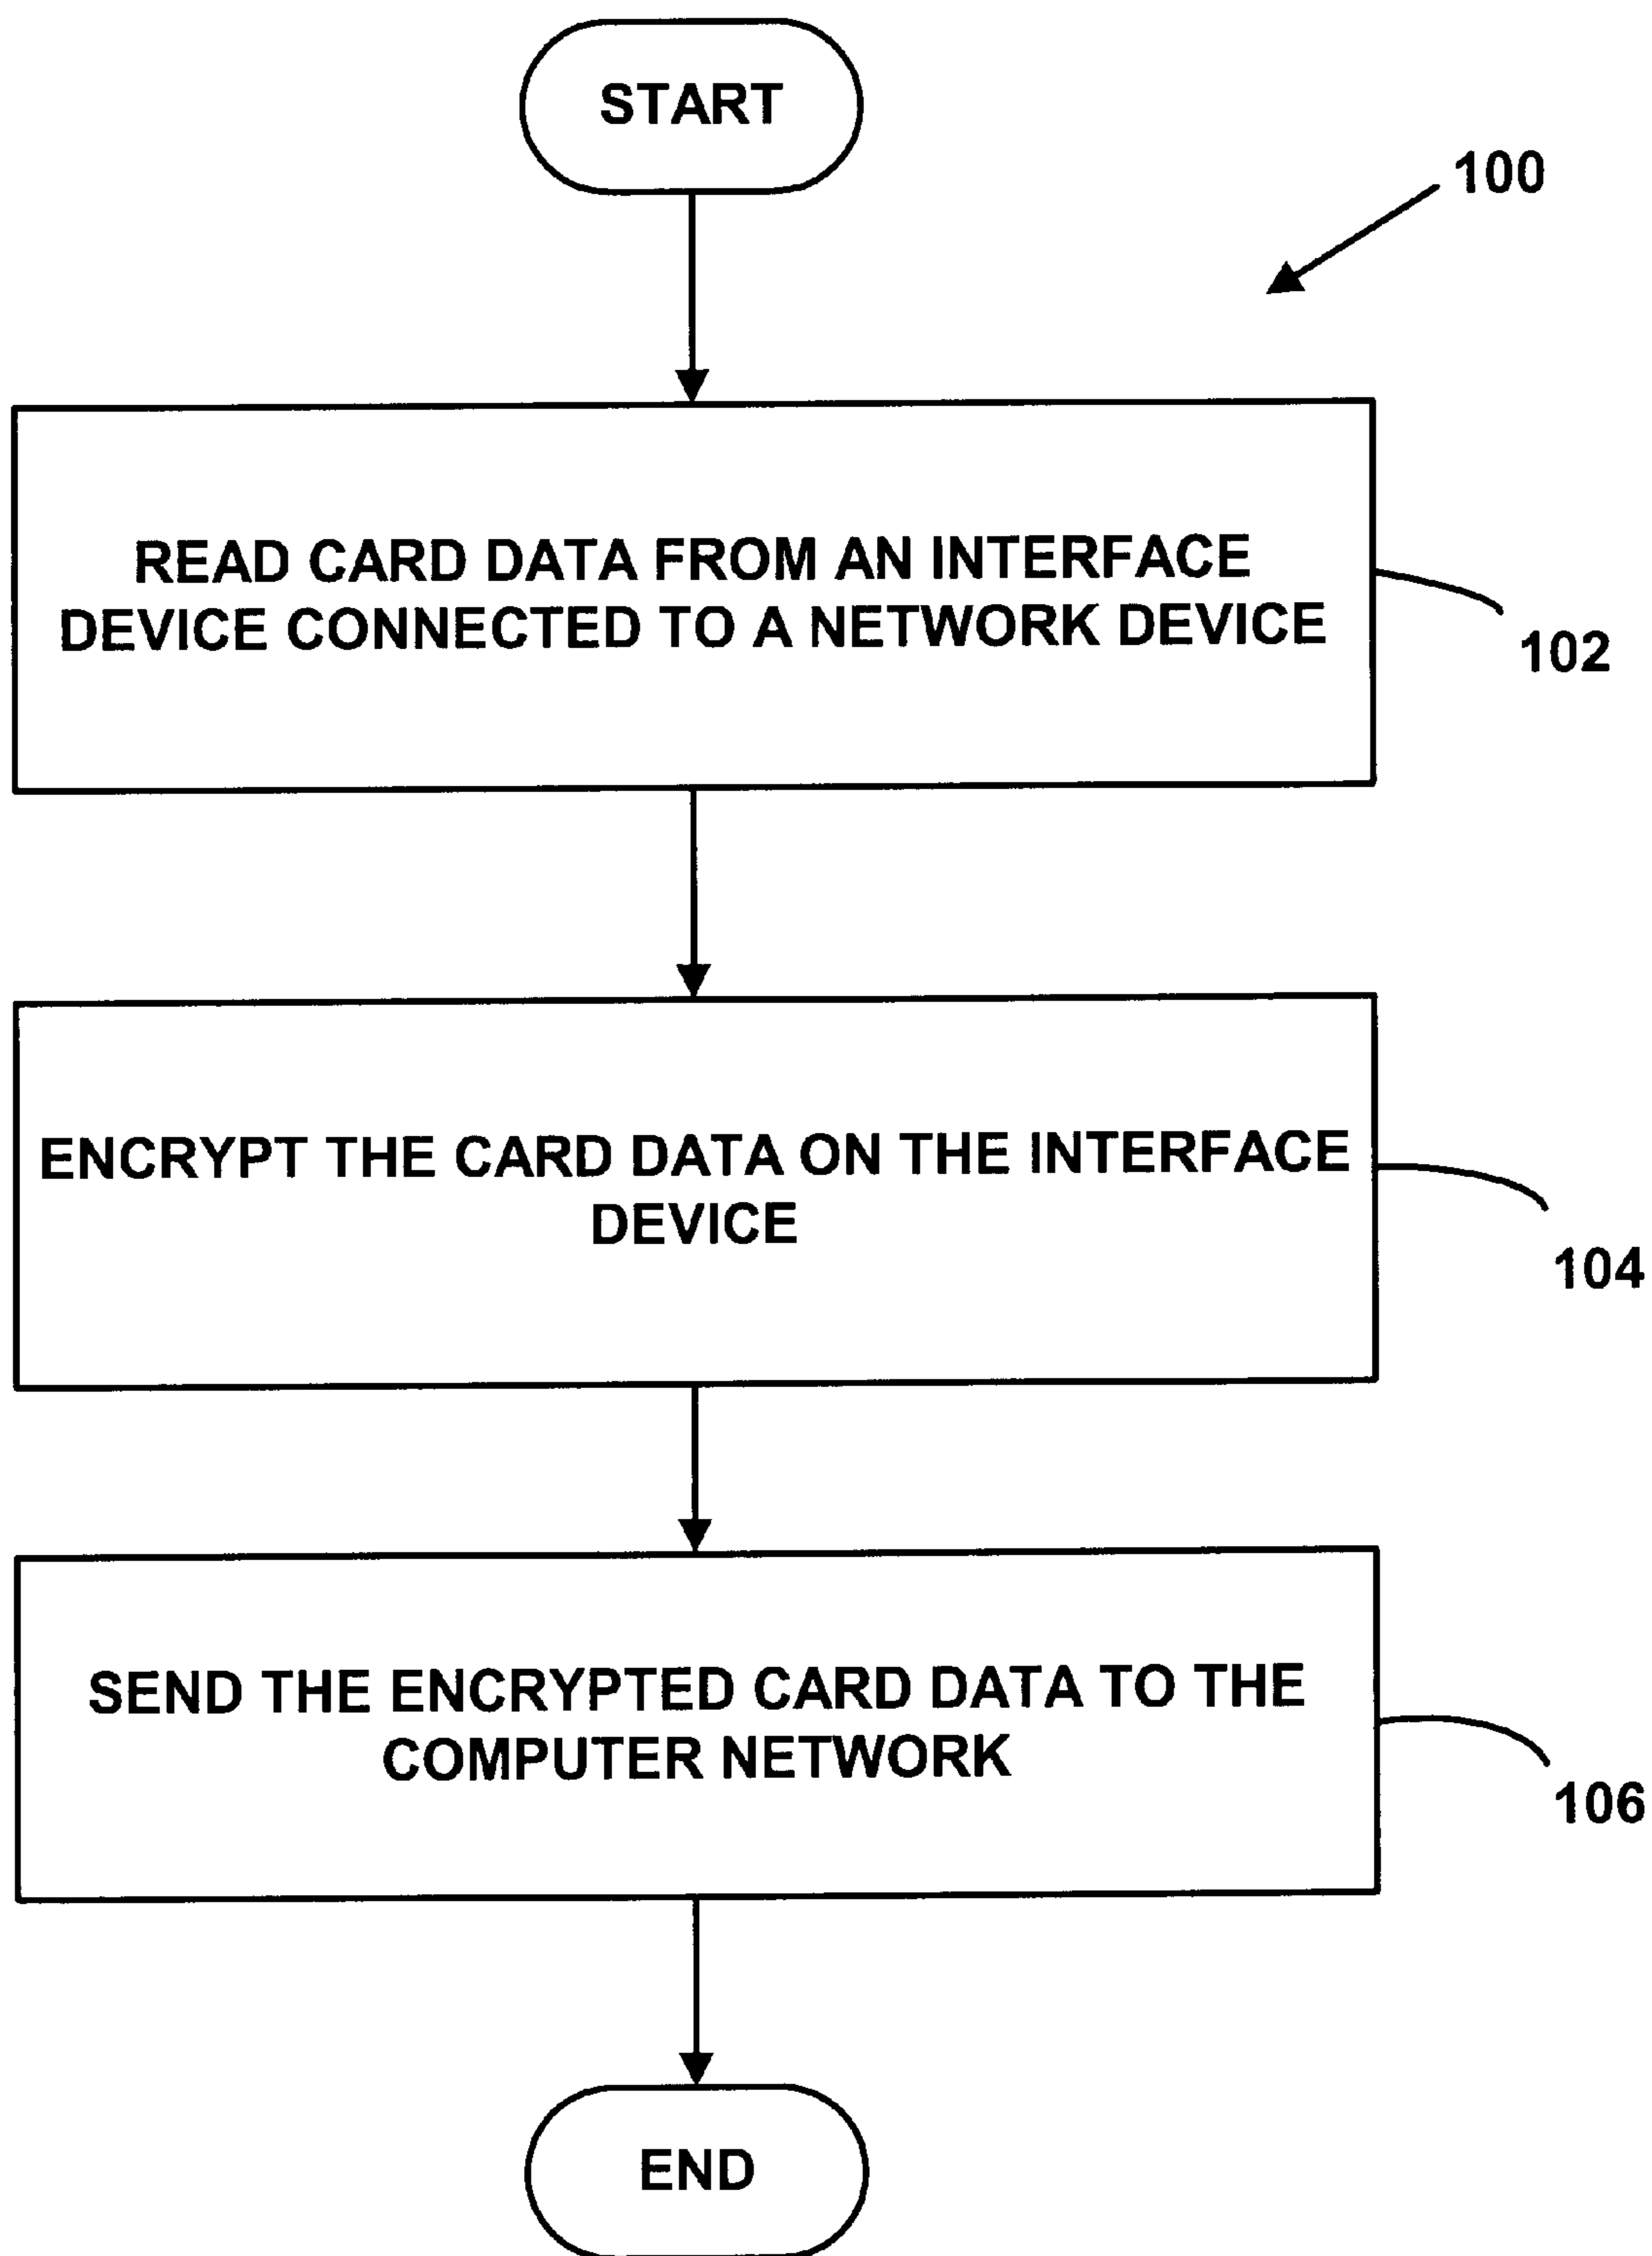 START
100
READ CARD DATA FROM AN INTERFACE
DEVICE CONNECTED TO A NETWORK DEVICE
102
ENCRYPT THE CARD DATA ON THE INTERFACE
DEVICE
104
SEND THE ENCRYPTED CARD DATA TO THE
COMPUTER NETWORK
106
END